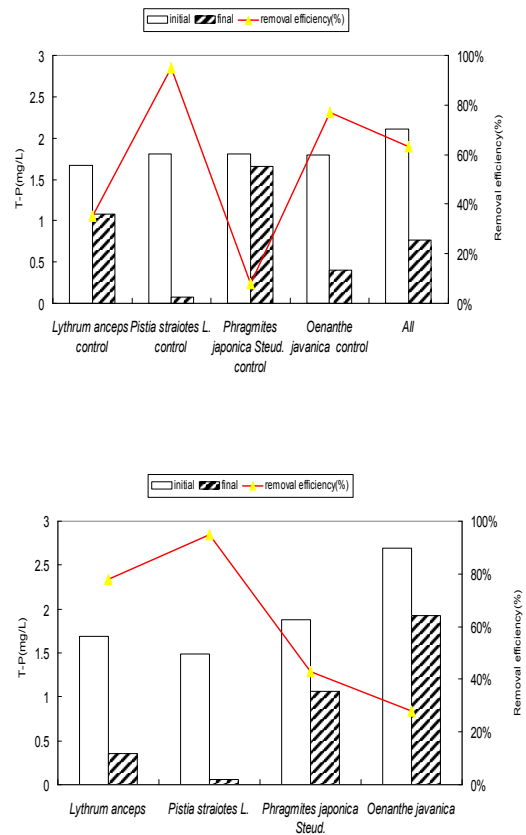 initial final removal efficiency(%)
3
2.5
2
1.5
1
0.5
0
T-P(mg/L)
100%
80%
60%
40%
20%
0%
Removal efficiency(%)
Lythrum anceps Pistia straiotes L. Phragmites Oenanthe All
control control japonica Steud. javanica control
control
initial final removal efficiency(%)
3
2.5
2
1.5
1
0.5
0
T-P(mg/L)
100%
80%
60%
40%
20%
0%
Removal efficiency(%)
Lythrum anceps Pistia straiotes L. Phragmites japonica Oenanthe javanica
Steud.